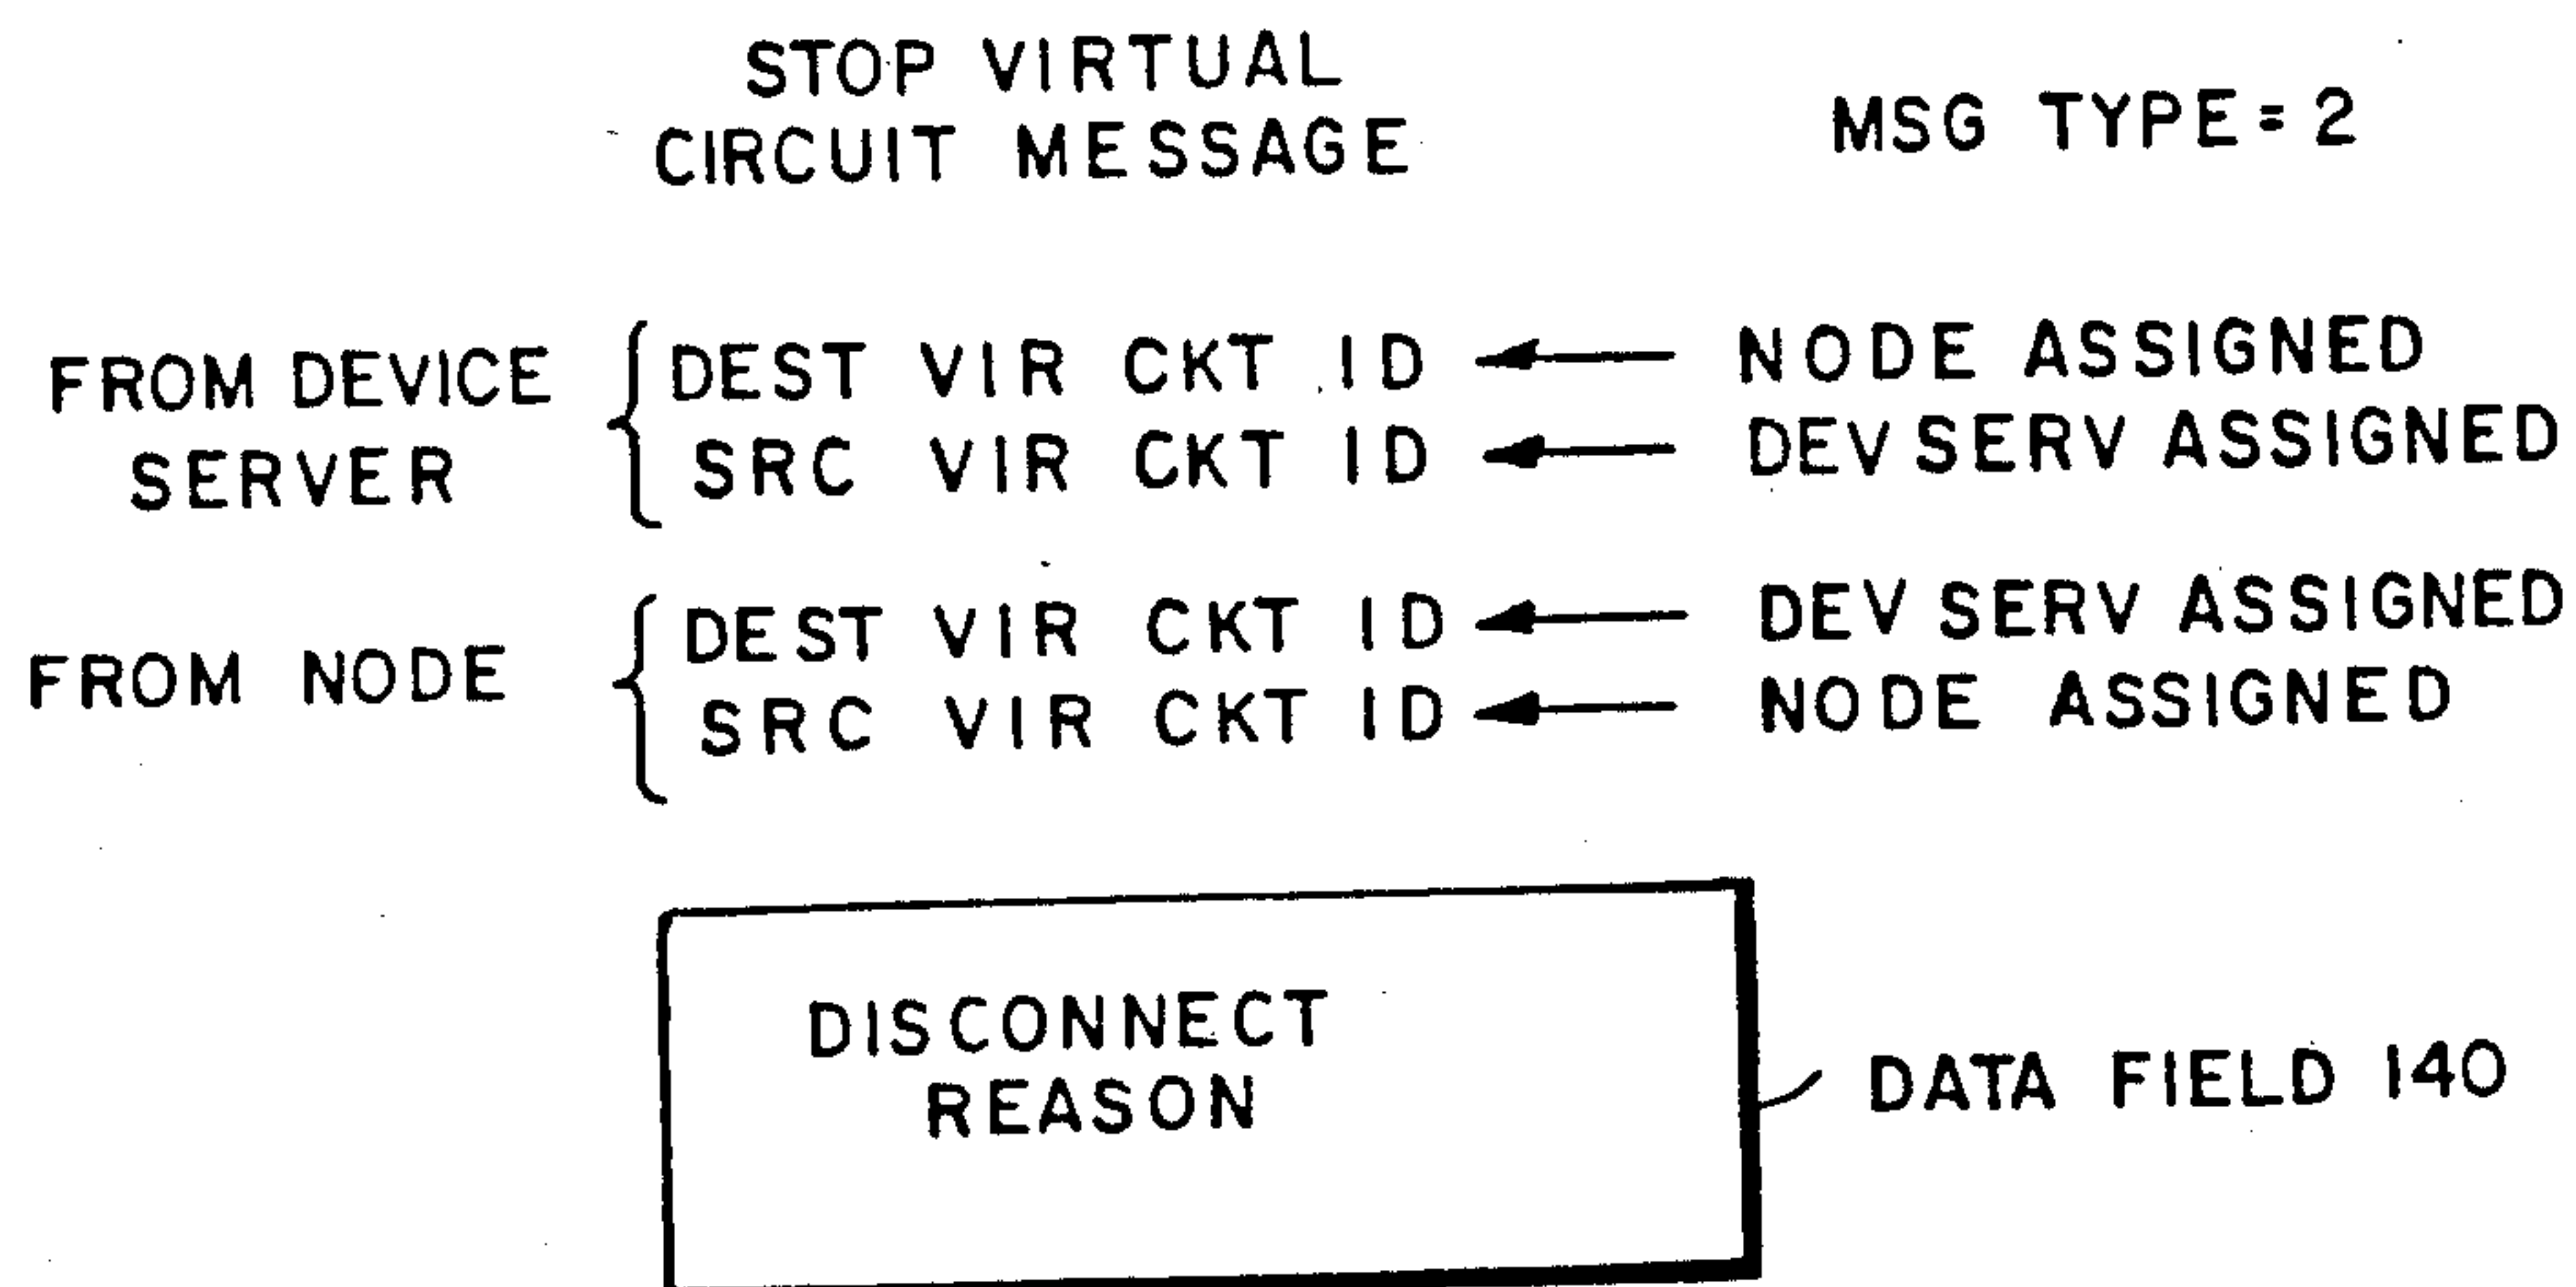 STOP VIRTUAL
CIRCUIT MESSAGE
MSG TYPE = 2
FROM DEVICE
SERVER
DEST VIR CKT ID
NODE ASSIGNED
SRC VIR CKT ID
DEV SERV ASSIGNED
FROM NODE
DEST VIR CKT ID
DEV SERV ASSIGNED
SRC VIR CKT ID
NODE ASSIGNED
DISCONNECT
REASON
DATA FIELD 140